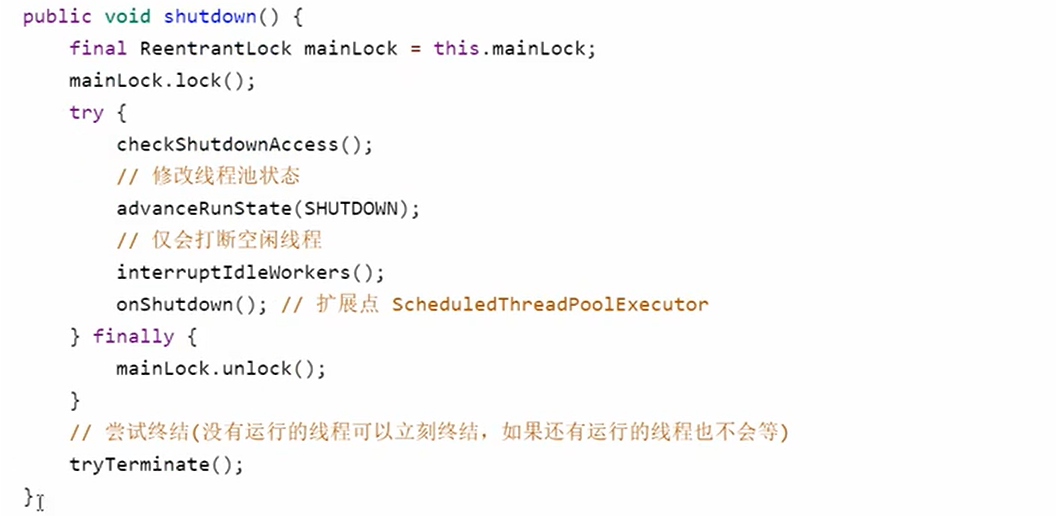 public void shutdown() {
    final ReentrantLock mainLock = this.mainLock;
    mainLock.lock();
    try {
        checkShutdownAccess();
        // 修改线程池状态
        advanceRunState(SHUTDOWN);
        // 仅会打断空闲线程
        interruptIdleWorkers();
        onShutdown(); // 扩展点 ScheduledThreadPoolExecutor
    } finally {
        mainLock.unlock();
    }
    // 尝试终结(没有运行的线程可以立刻终结，如果还有运行的线程也不会等)
    tryTerminate();
}